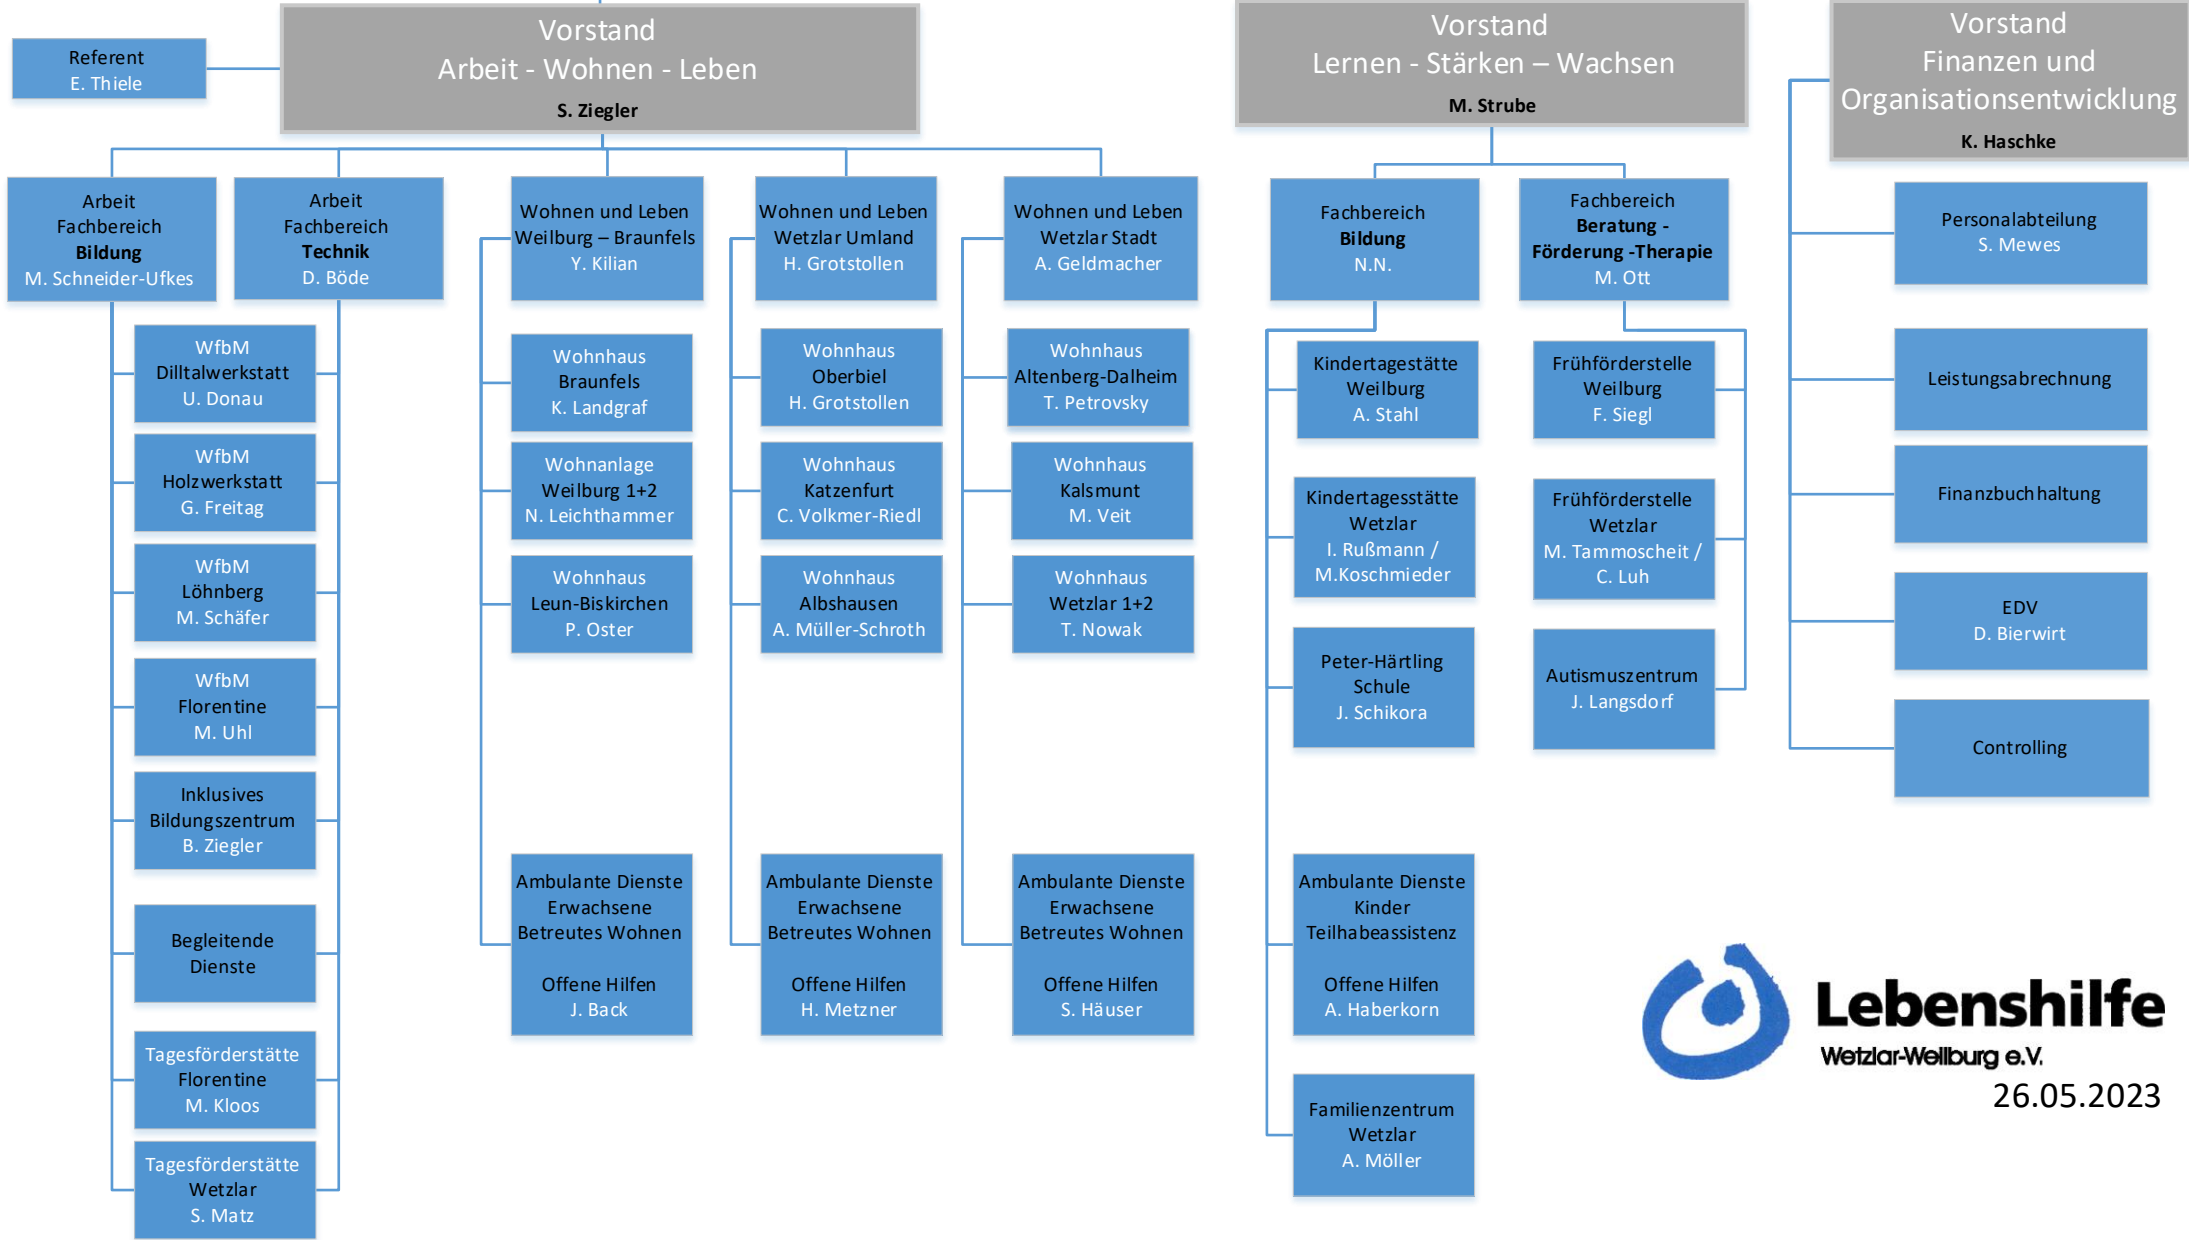 Referent
E. Thiele
Vorstand
Arbeit - Wohnen - Leben
S. Ziegler
Vorstand
Lernen - Stärken – Wachsen
M. Strube
Vorstand
Finanzen und
Organisationsentwicklung
K. Haschke
Arbeit
Fachbereich
Bildung
M. Schneider-Ufkes
Arbeit
Fachbereich
Technik
D. Böde
WfbM
Dilltalwerkstatt
U. Donau
WfbM
Holzwerkstatt
G. Freitag
WfbM
Löhnberg
M. Schäfer
WfbM
Florentine
M. Uhl
Inklusives
Bildungszentrum
B. Ziegler
Begleitende
Dienste
Tagesförderstätte
Florentine
M. Kloos
Tagesförderstätte
Wetzlar
S. Matz
Wohnen und Leben
Weilburg – Braunfels
Y. Kilian
Wohnhaus
Braunfels
K. Landgraf
Wohnanlage
Weilburg 1+2
N. Leichthammer
Wohnhaus
Leun-Biskirchen
P. Oster
Ambulante Dienste
Erwachsene
Betreutes Wohnen
Offene Hilfen
J. Back
Wohnen und Leben
Wetzlar Umland
H. Grotstollen
Wohnhaus
Oberbiel
H. Grotstollen
Wohnhaus
Katzenfurt
C. Volkmer-Riedl
Wohnhaus
Albshausen
A. Müller-Schroth
Ambulante Dienste
Erwachsene
Betreutes Wohnen
Offene Hilfen
H. Metzner
Wohnen und Leben
Wetzlar Stadt
A. Geldmacher
Wohnhaus
Altenberg-Dalheim
T. Petrovsky
Wohnhaus
Kalsmunt
M. Veit
Wohnhaus
Wetzlar 1+2
T. Nowak
Ambulante Dienste
Erwachsene
Betreutes Wohnen
Offene Hilfen
S. Häuser
Fachbereich
Bildung
N.N.
Kindertagestätte
Weilburg
A. Stahl
Kindertagesstätte
Wetzlar
I. Rußmann /
M.Koschmieder
Peter-Härtling
Schule
J. Schikora
Ambulante Dienste
Kinder
Teilhabeassistenz
Offene Hilfen
A. Haberkorn
Familienzentrum
Wetzlar
A. Möller
Fachbereich
Beratung -
Förderung -Therapie
M. Ott
Frühförderstelle
Weilburg
F. Siegl
Frühförderstelle
Wetzlar
M. Tammoscheit /
C. Luh
Autismuszentrum
J. Langsdorf
Personalabteilung
S. Mewes
Leistungsabrechnung
Finanzbuchhaltung
EDV
D. Bierwirt
Controlling
Lebenshilfe
Wetzlar-Weilburg e.V.
26.05.2023